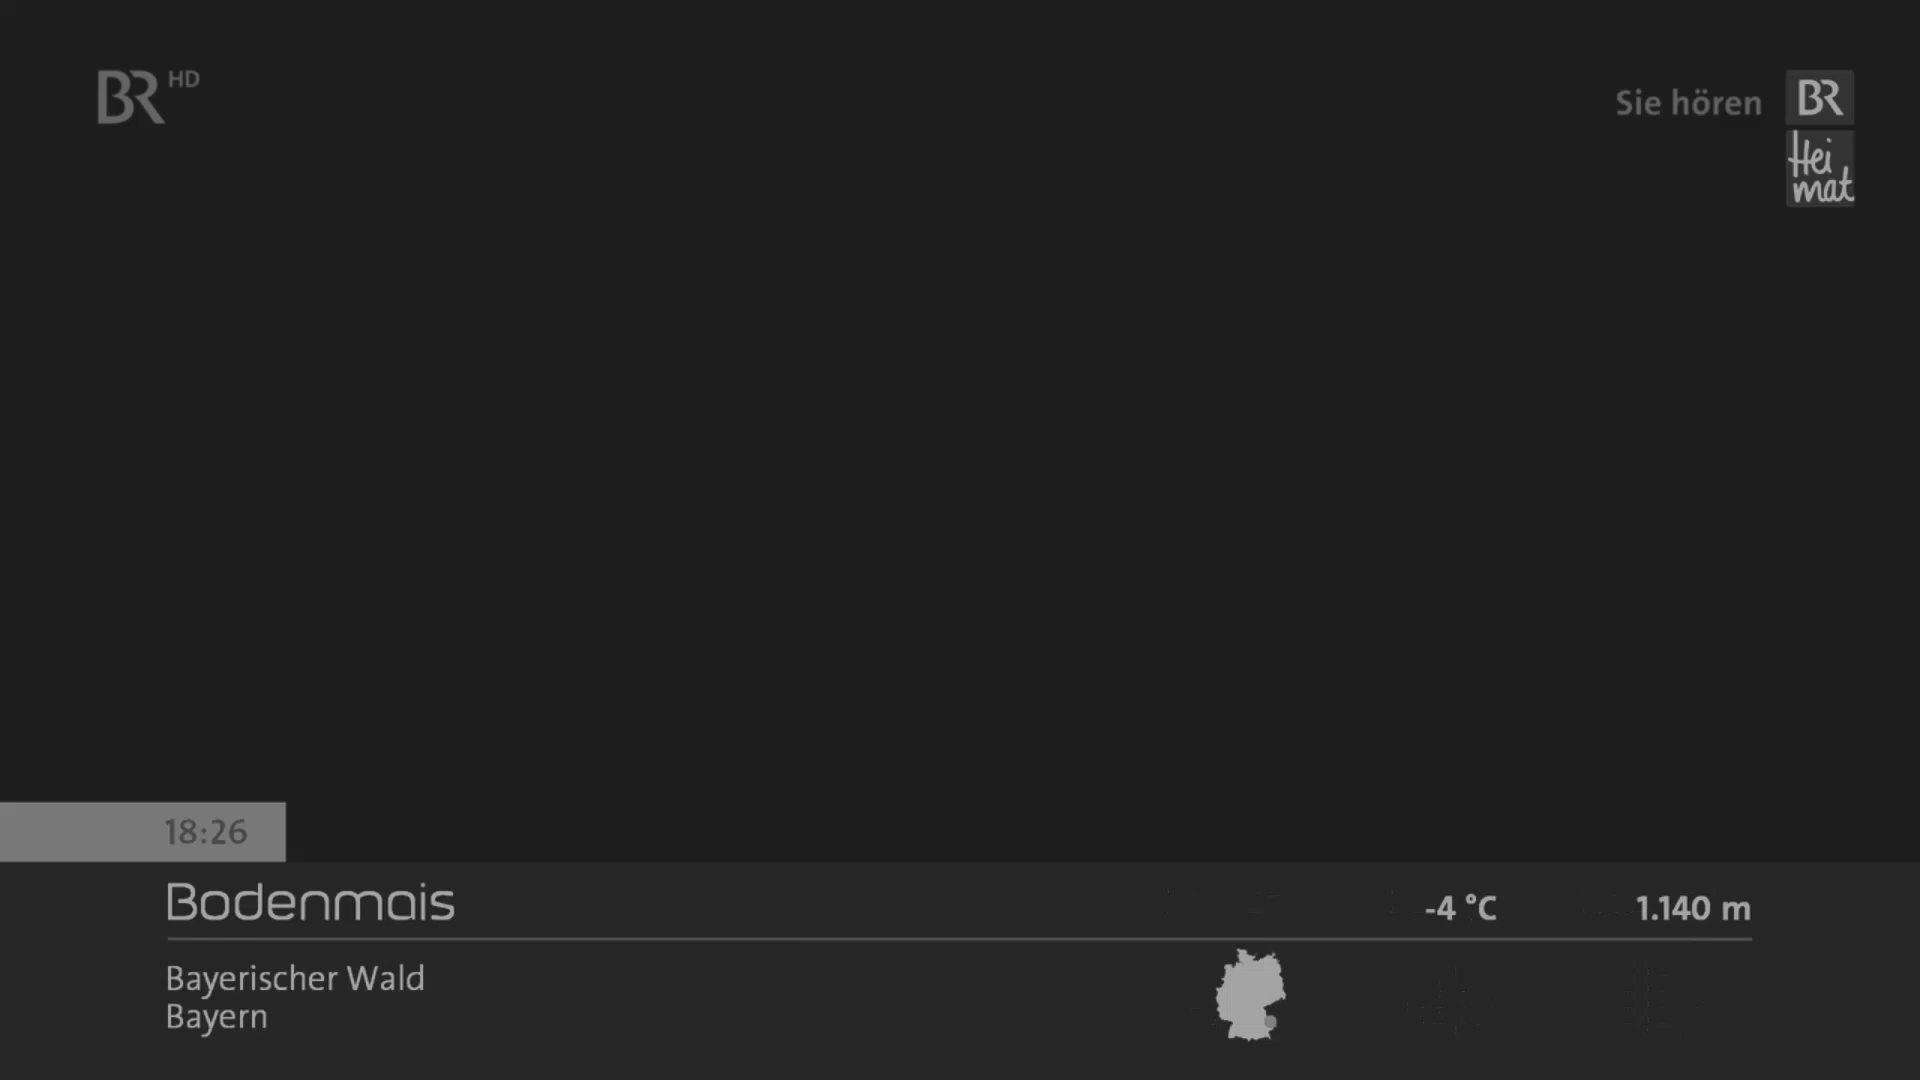 BR HD
Sie hören BR
Hei
mat
18:26
Bodenmais -4 °C 1.140 m
Bayerischer Wald
Bayern